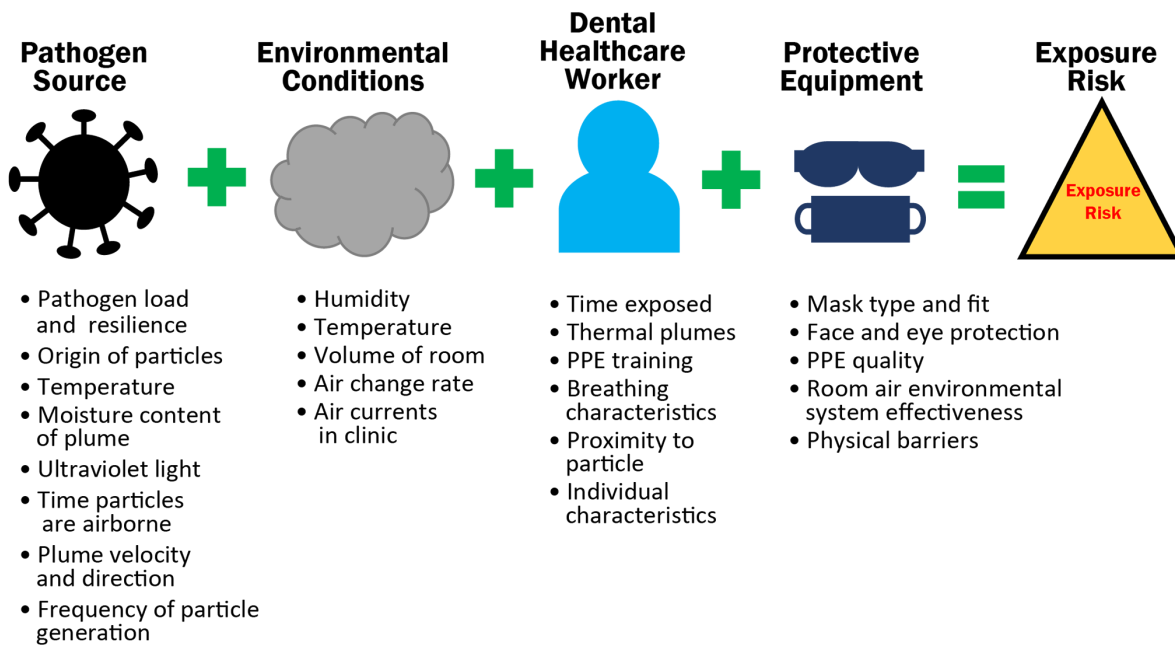 Pathogen
Source
Environmental
Conditions
Dental
Healthcare
Worker
Protective
Equipment
Exposure
Risk
Exposure
Risk
• Pathogen load
and resilience
• Origin of particles
• Temperature
• Moisture content
of plume
• Ultraviolet light
• Time particles
are airborne
• Plume velocity
and direction
• Frequency of particle
generation
• Humidity
• Temperature
• Volume of room
• Air change rate
• Air currents
in clinic
• Time exposed
• Thermal plumes
• PPE training
• Breathing
characteristics
• Proximity to
particle
• Individual
characteristics
• Mask type and fit
• Face and eye protection
• PPE quality
• Room air environmental
system effectiveness
• Physical barriers